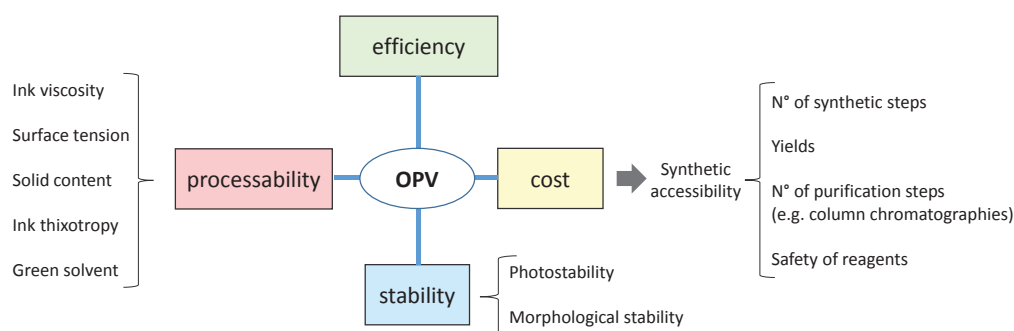 efficiency
Ink viscosity
Surface tension
Solid content
Ink thixotropy
Green solvent
processability
OPV
cost
Synthetic
accessibility
N° of synthetic steps
Yields
N° of purification steps
(e.g. column chromatographies)
Safety of reagents
stability
Photostability
Morphological stability